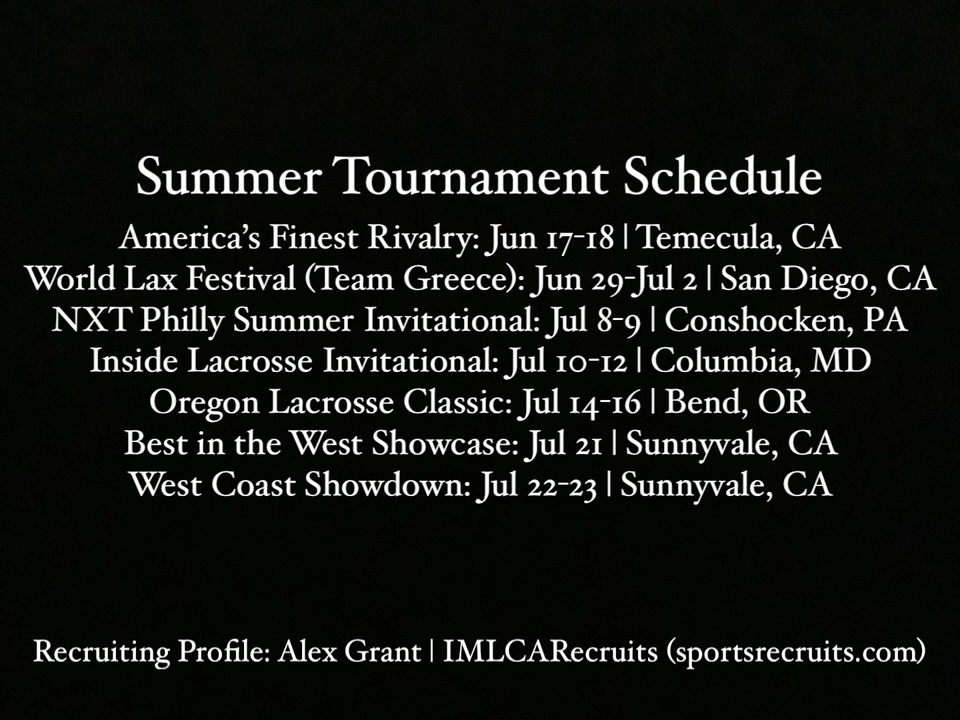 Summer Tournament Schedule
America’s Finest Rivalry: Jun 17-18 | Temecula, CA
World Lax Festival (Team Greece): Jun 29-Jul 2 | San Diego, CA
NXT Philly Summer Invitational: Jul 8-9 | Conshocken, PA
Inside Lacrosse Invitational: Jul 10-12 | Columbia, MD
Oregon Lacrosse Classic: Jul 14-16 | Bend, OR
Best in the West Showcase: Jul 21 | Sunnyvale, CA
West Coast Showdown: Jul 22-23 | Sunnyvale, CA
Recruiting Profile: Alex Grant | IMLCARecruits (sportsrecruits.com)